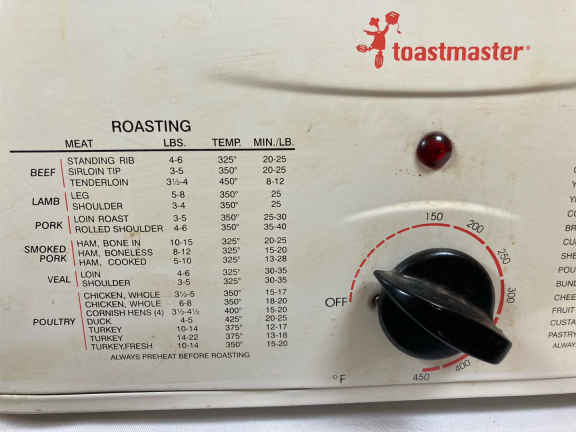 toastmaster®
ROASTING
MEAT LBS. TEMP. MIN./LB.
BEEF
STANDING RIB 4-6 325° 20-25
SIRLOIN TIP 3-5 350° 20-25
TENDERLOIN 3½-4 450° 8-12
LAMB
LEG 5-8 350° 25
SHOULDER 3-4 350° 25
PORK
LOIN ROAST 3-5 350° 25-30
ROLLED SHOULDER 4-6 350° 35-40
SMOKED
PORK
HAM, BONE IN 10-15 325° 20-25
HAM, BONELESS 8-12 325° 15-20
HAM, COOKED 5-10 325° 13-28
VEAL
LOIN 4-6 325° 30-35
SHOULDER 3-5 325° 30-35
POULTRY
CHICKEN, WHOLE 3½-5 350° 15-17
CHICKEN, WHOLE 6-8 350° 18-20
CORNISH HENS (4) 3½-4½ 400° 15-20
DUCK 4-5 425° 20-25
TURKEY 10-14 375° 12-17
TURKEY 14-22 375° 13-18
TURKEY, FRESH 10-14 350° 15-20
ALWAYS PREHEAT BEFORE ROASTING
OFF
150
200
250
300
400
450
°F
FRUIT
PASTRY